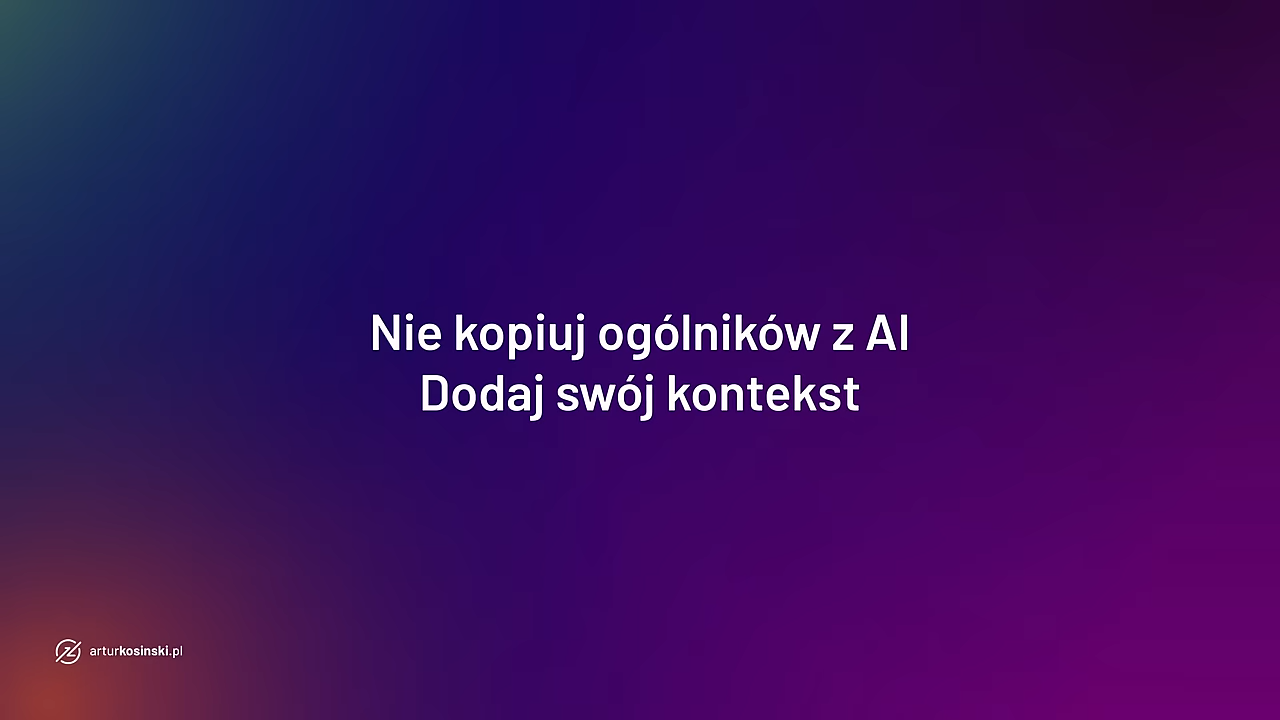 Nie kopiuj ogólników z AI
Dodaj swój kontekst
arturkosinski.pl